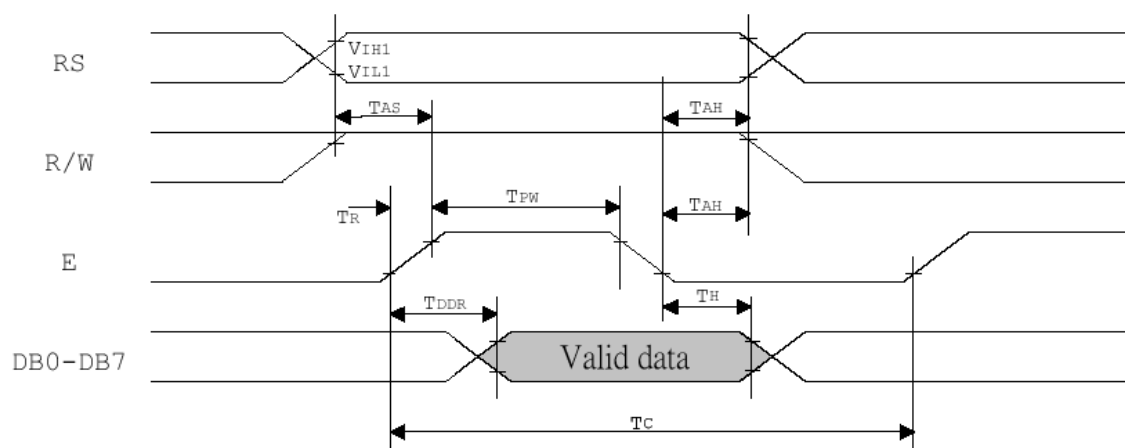 RS
VIH1
VIL1
TAS
TAH
R/W
TR
TPW
TAH
E
TDDR
TH
DB0-DB7
Valid data
TC